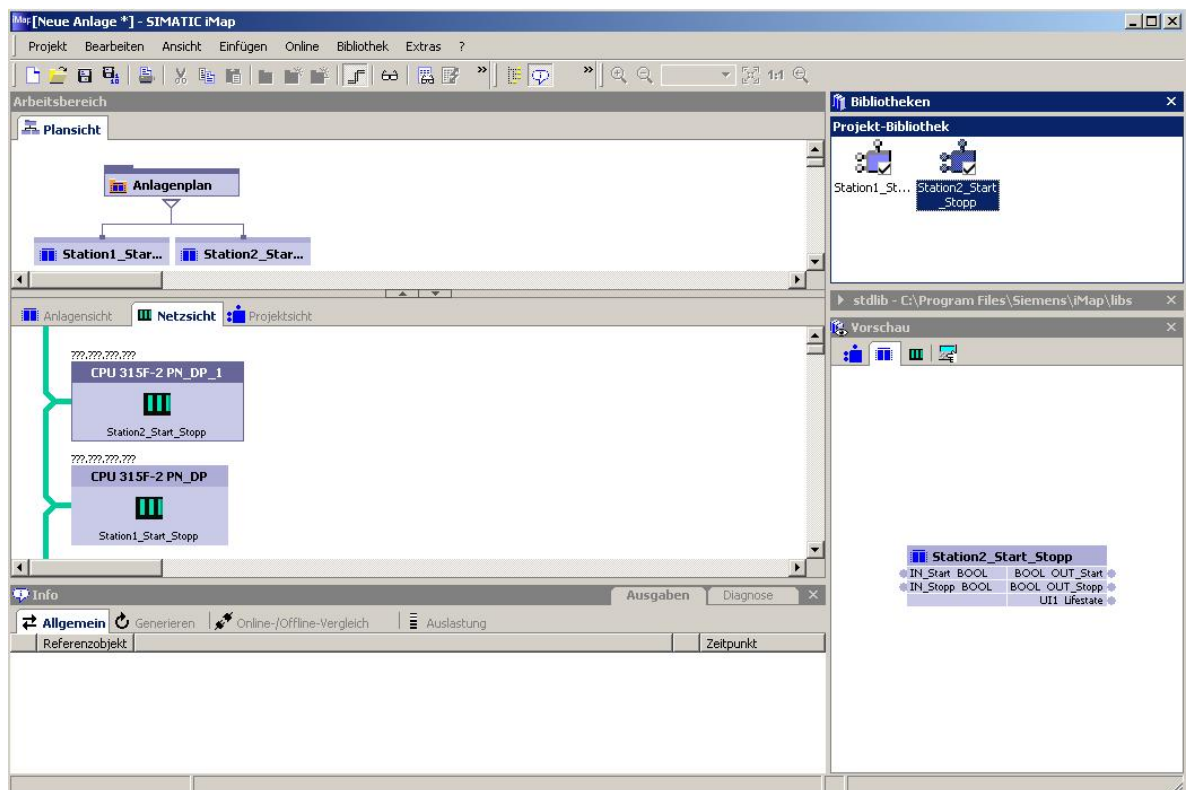 [Neue Anlage *] - SIMATIC iMap
Projekt Bearbeiten Ansicht Einfügen Online Bibliothek Extras ?
1:1
Arbeitsbereich
Plansicht
Anlagenplan
Station1_Star... Station2_Star...
Anlagensicht Netzsicht Projektsicht
???.???.???.???
CPU 315F-2 PN_DP_1
Station2_Start_Stopp
???.???.???.???
CPU 315F-2 PN_DP
Station1_Start_Stopp
Info Ausgaben Diagnose
Allgemein Generieren Online-/Offline-Vergleich Auslastung
Referenzobjekt Zeitpunkt
Bibliotheken
Projekt-Bibliothek
Station1_St... Station2_Start
_Stopp
stdlib - C:\Program Files\Siemens\iMap\libs
Vorschau
Station2_Start_Stopp
IN_Start BOOL BOOL OUT_Start
IN_Stopp BOOL BOOL OUT_Stopp
UI1 Lifestate